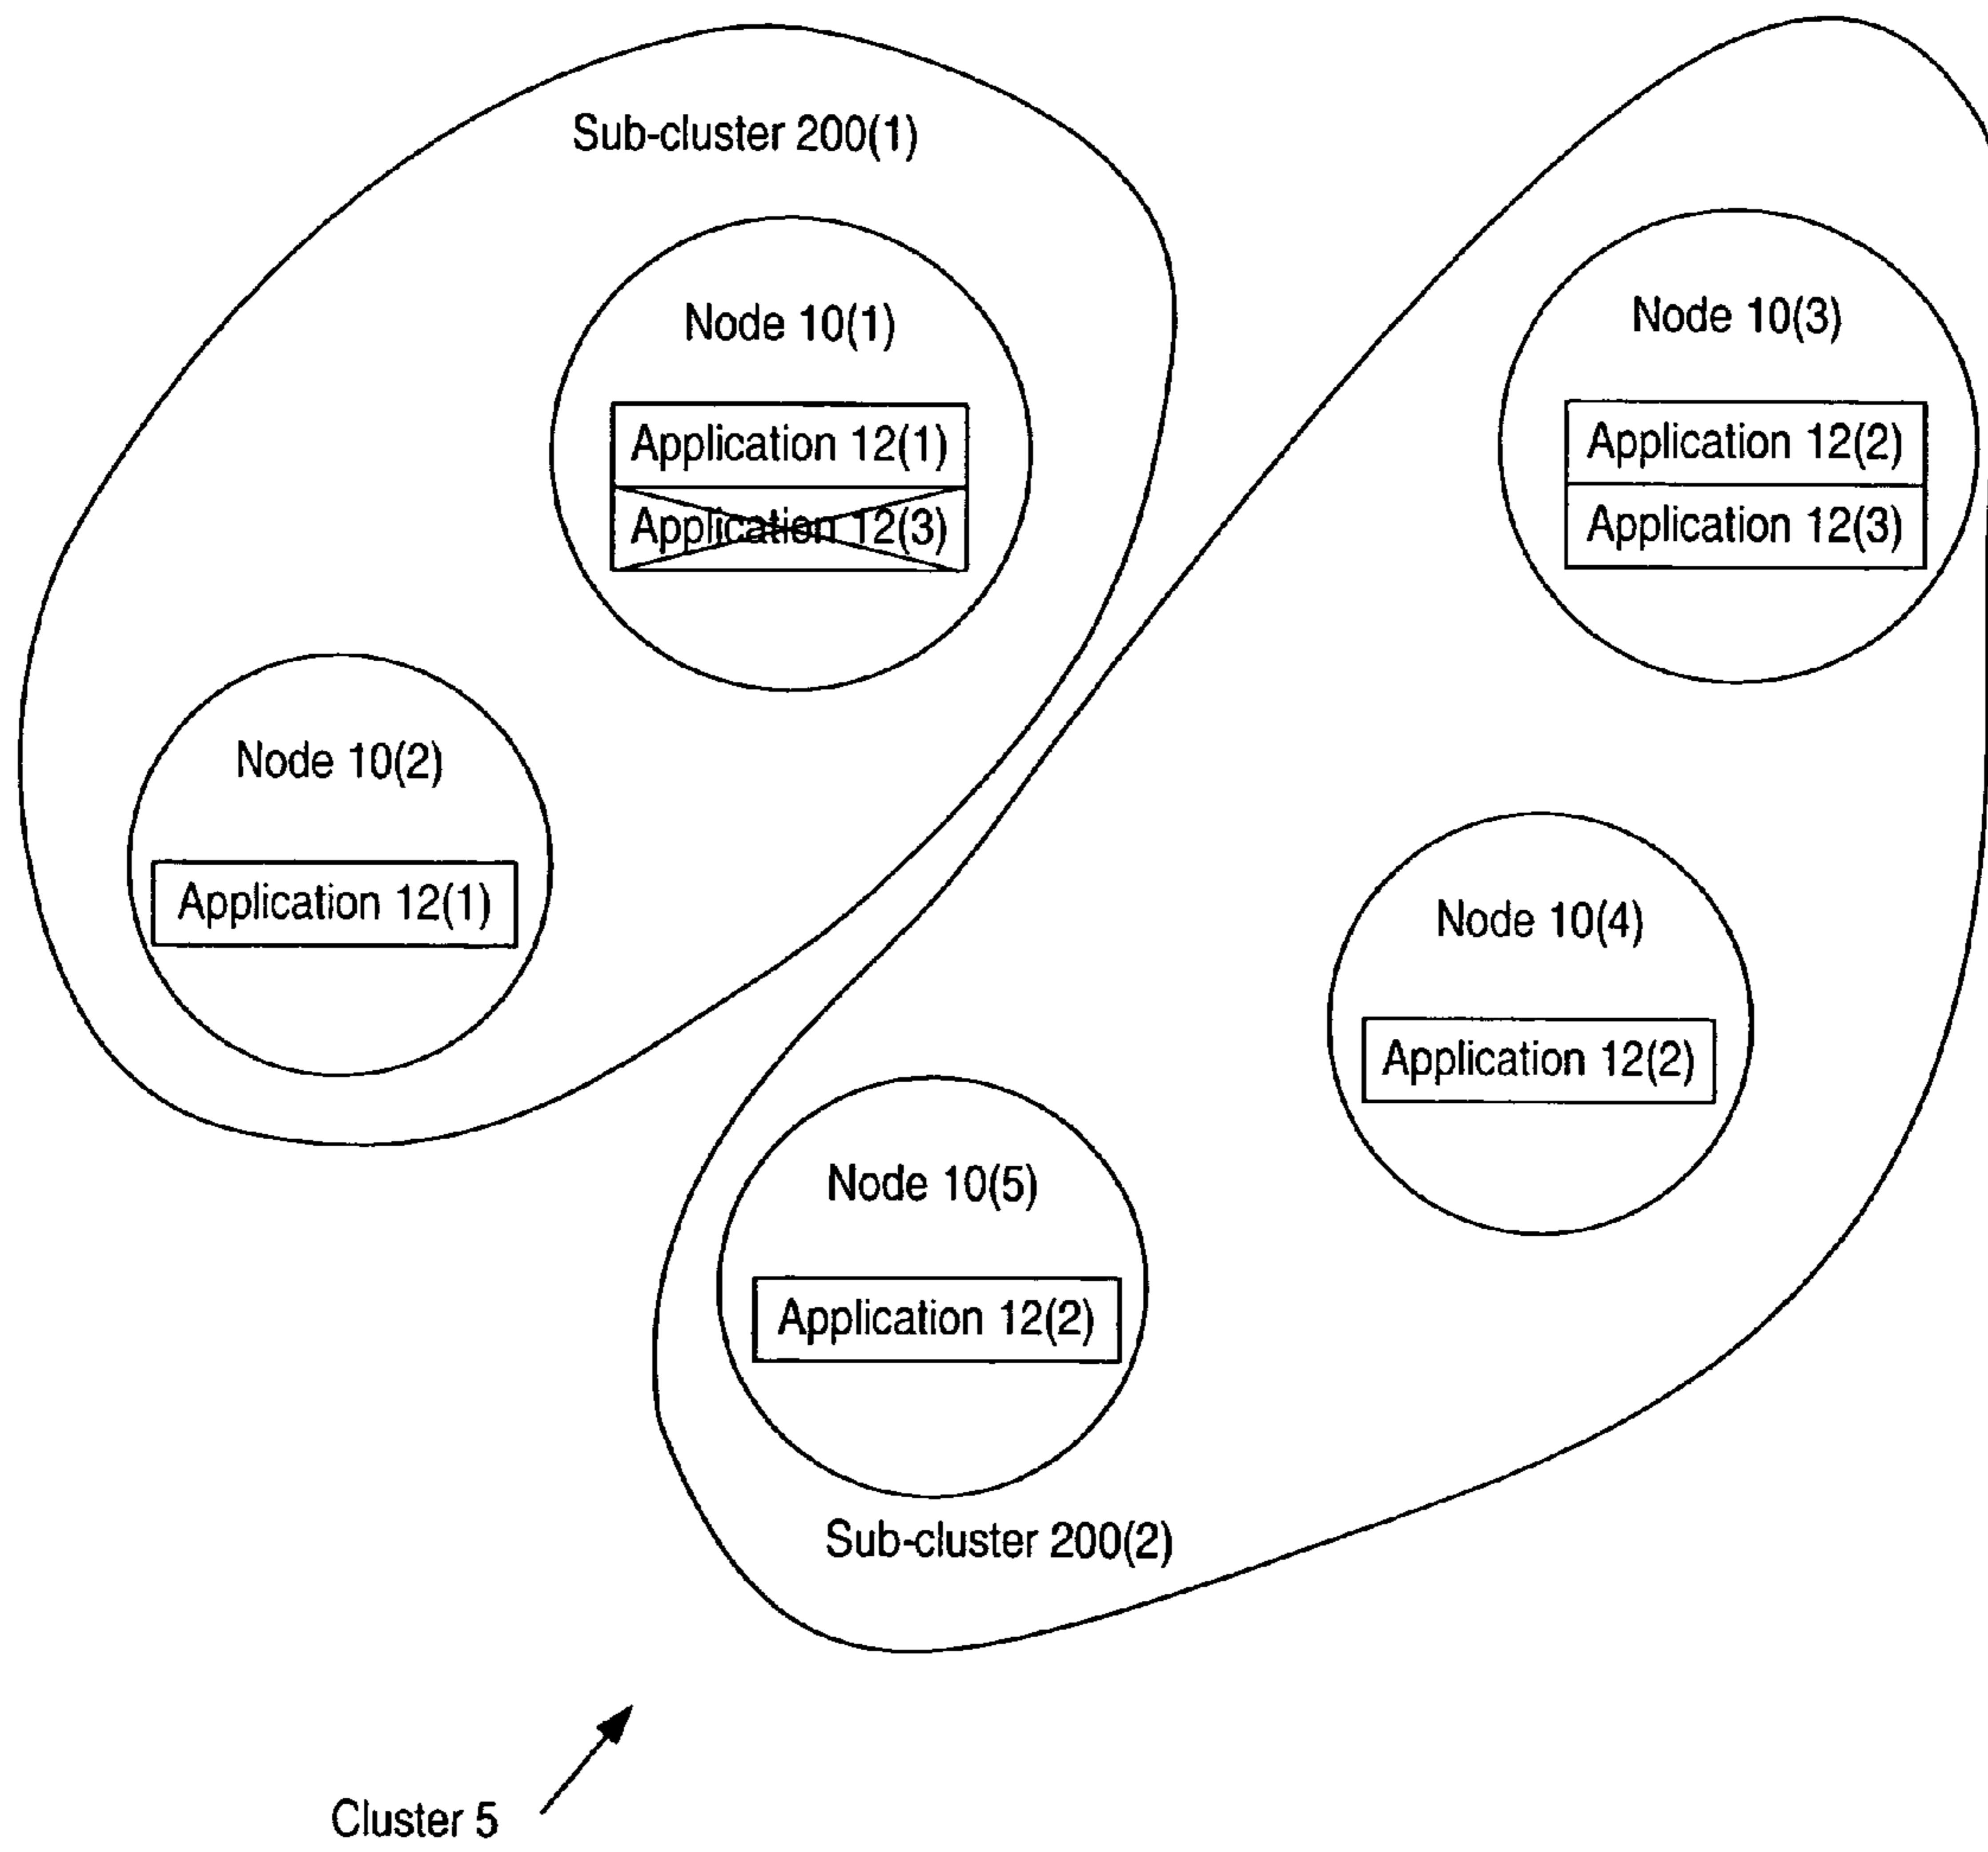 Sub-cluster 200(1)
Node 10(1)
Application 12(1)
Application 12(3)
Node 10(2)
Application 12(1)
Node 10(3)
Application 12(2)
Application 12(3)
Node 10(4)
Application 12(2)
Node 10(5)
Application 12(2)
Sub-cluster 200(2)
Cluster 5